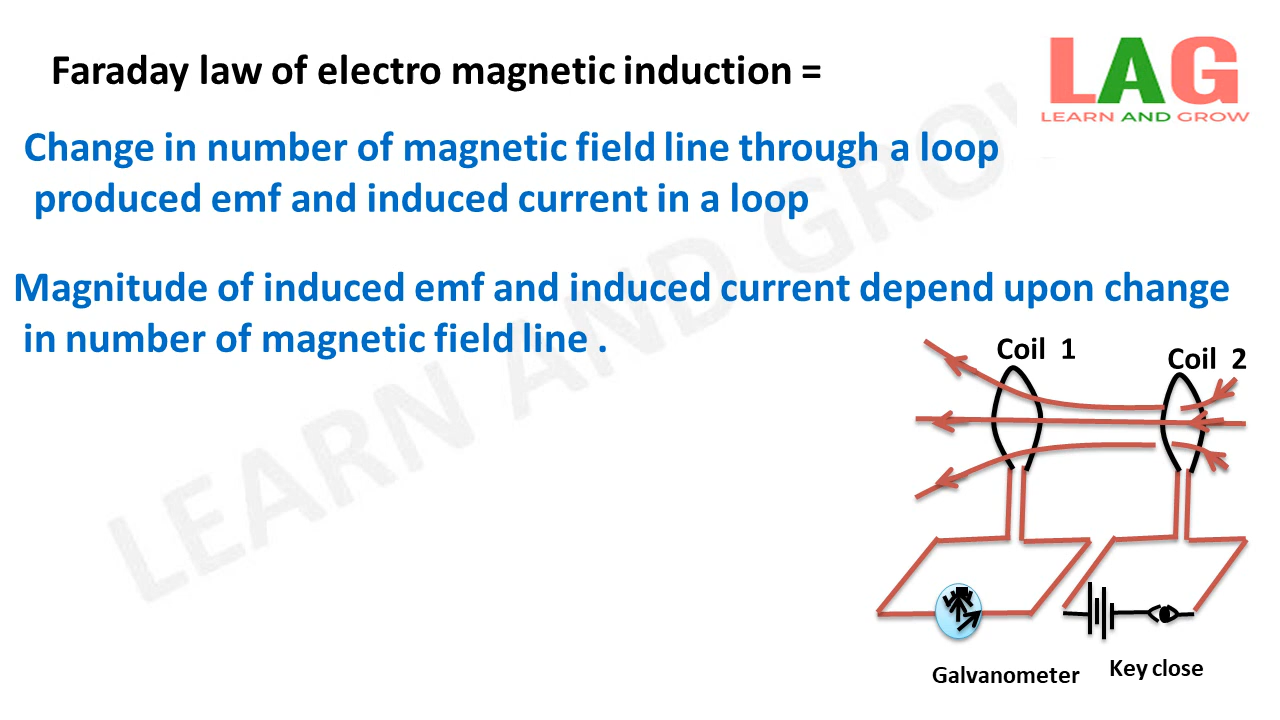 Faraday law of electro magnetic induction =
LAG
LEARN AND GROW
Change in number of magnetic field line through a loop
produced emf and induced current in a loop
Magnitude of induced emf and induced current depend upon change
in number of magnetic field line .
LEARN AND GROW
Coil 1
Coil 2
Galvanometer
Key close